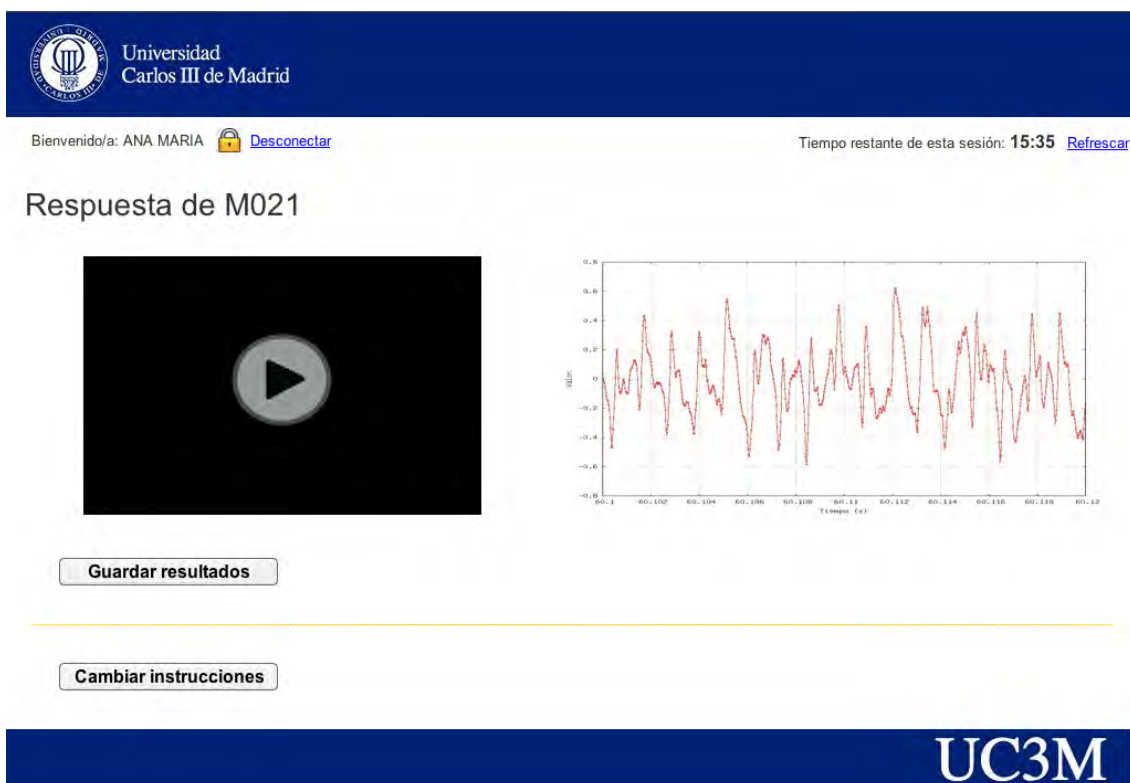 Universidad
Carlos III de Madrid
Bienvenido/a: ANA MARIA Desconectar Tiempo restante de esta sesión: 15:35 Refrescar
Respuesta de M021
0.8
0.6
0.4
0.2
0
-0.2
-0.4
-0.6
-0.8
60.1 60.102 60.104 60.106 60.108 60.11 60.112 60.114 60.116 60.118 60.12
Tiempo (s)
Guardar resultados
Cambiar instrucciones
UC3M